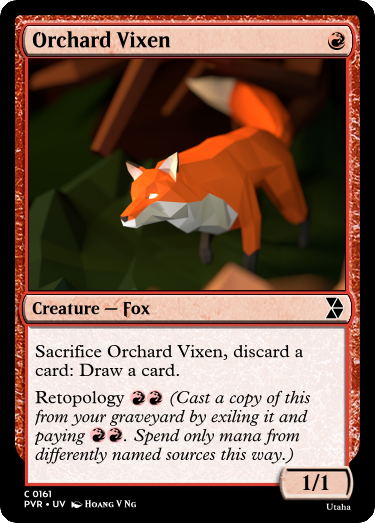 Orchard Vixen
Creature — Fox
Sacrifice Orchard Vixen, discard a
card: Draw a card.
Retopology (Cast a copy of this
from your graveyard by exiling it and
paying . Spend only mana from
differently named sources this way.)
1/1
C 0161
PVR • UV Hoang V Ng
Utaha